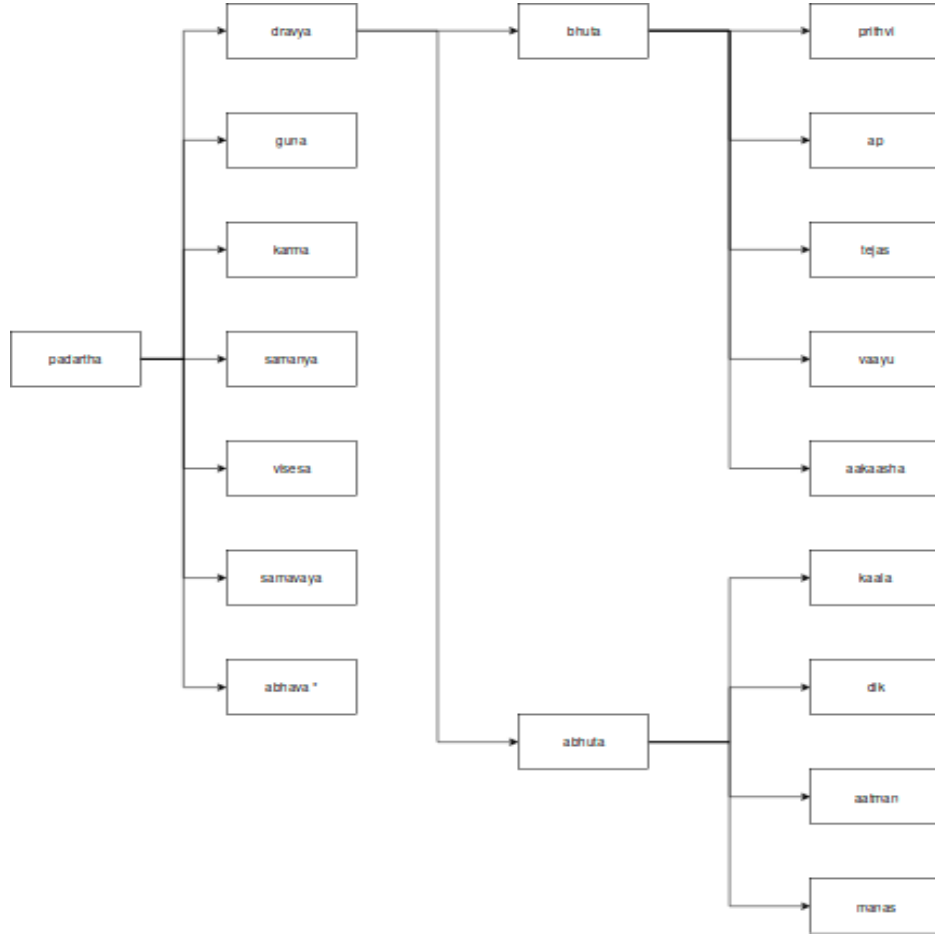 dravya
bhuta
prithvi
guna
ap
karma
tejas
padartha
samanya
vaayu
visesa
aakaasha
samavaya
kaala
abhava *
dik
abhuta
aatman
manas